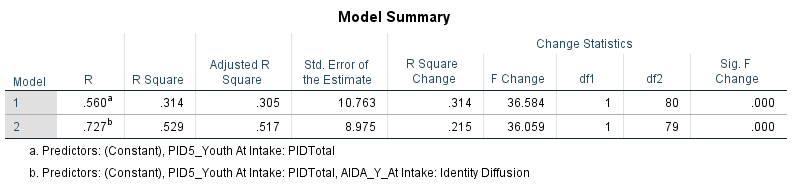 Model Summary
Change Statistics
Model R R Square Adjusted R Square Std. Error of the Estimate R Square Change F Change df1 df2 Sig. F Change
1 .560a .314 .305 10.763 .314 36.584 1 80 .000
2 .727b .529 .517 8.975 .215 36.059 1 79 .000
a. Predictors: (Constant), PID5_Youth At Intake: PIDTotal
b. Predictors: (Constant), PID5_Youth At Intake: PIDTotal, AIDA_Y_At Intake: Identity Diffusion